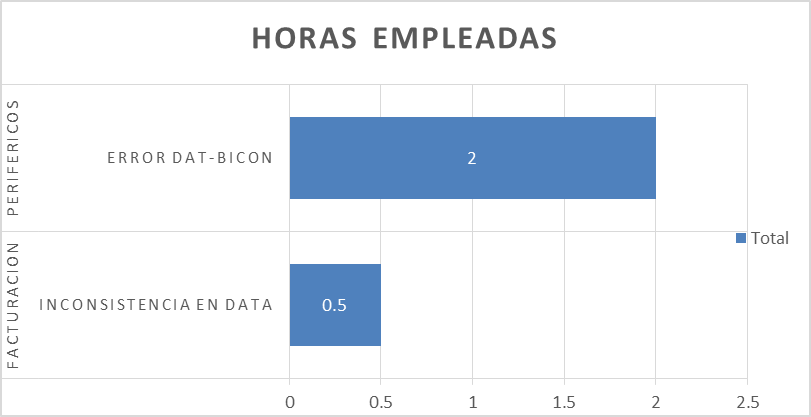 HORAS EMPLEADAS
PERIFERICOS
ERROR DAT-BICON
2
FACTURACION
INCONSISTENCIA EN DATA
0.5
Total
0
0.5
1
1.5
2
2.5